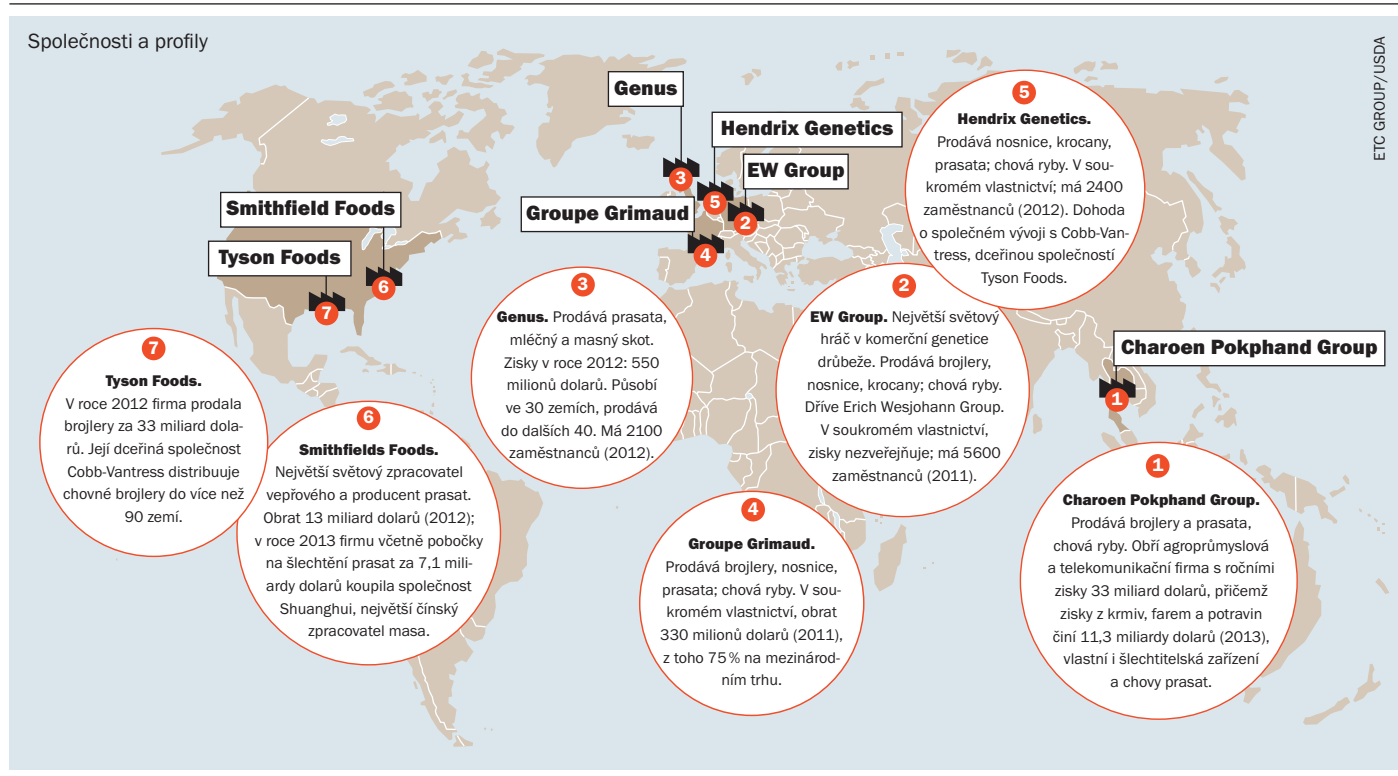 Společnosti a profily
ETC GROUP/USDA
Genus
Hendrix Genetics
EW Group
Groupe Grimaud
Smithfield Foods
Tyson Foods
Charoen Pokphand Group
3
5
2
4
6
7
1
5
Hendrix Genetics.
Prodává nosnice, krocany,
prasata; chová ryby. V sou-
kromém vlastnictví; má 2400
zaměstnanců (2012). Dohoda
o společném vývoji s Cobb-Van-
tress, dceřinou společností
Tyson Foods.
3
Genus. Prodává prasata,
mléčný a masný skot.
Zisky v roce 2012: 550
milionů dolarů. Působí
ve 30 zemích, prodává
do dalších 40. Má 2100
zaměstnanců (2012).
2
EW Group. Největší světový
hráč v komerční genetice
drůbeže. Prodává brojlery,
nosnice, krocany; chová ryby.
Dříve Erich Wesjohann Group.
V soukromém vlastnictví,
zisky nezveřejňuje; má 5600
zaměstnanců (2011).
7
Tyson Foods.
V roce 2012 firma prodala
brojlery za 33 miliard dola-
rů. Její dceřiná společnost
Cobb-Vantress distribuuje
chovné brojlery do více než
90 zemí.
6
Smithfields Foods.
Největší světový zpracovatel
vepřového a producent prasat.
Obrat 13 miliard dolarů (2012);
v roce 2013 firmu včetně pobočky
na šlechtění prasat za 7,1 mili-
ardy dolarů koupila společnost
Shuanghui, největší čínský
zpracovatel masa.
4
Groupe Grimaud.
Prodává brojlery, nosnice,
prasata; chová ryby. V sou-
kromém vlastnictví, obrat
330 milionů dolarů (2011),
z toho 75 % na mezinárod-
ním trhu.
1
Charoen Pokphand Group.
Prodává brojlery a prasata,
chová ryby. Obří agroprůmyslová
a telekomunikační firma s ročními
zisky 33 miliard dolarů, přičemž
zisky z krmiv, farem a potravin
činí 11,3 miliardy dolarů (2013),
vlastní i šlechtitelská zařízení
a chovy prasat.